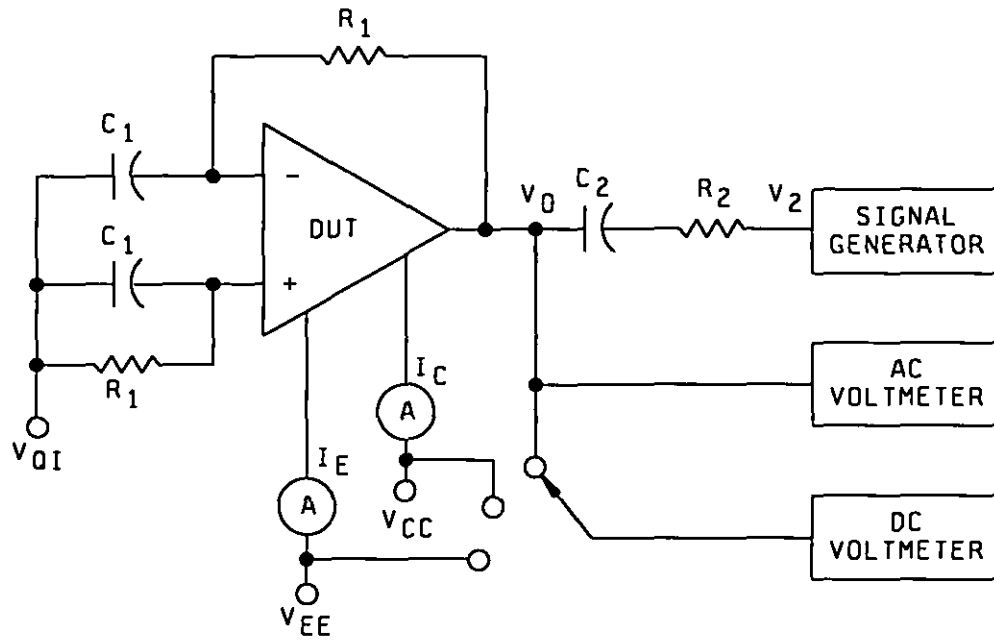 R1
C1
−
DUT
VO
C2
R2
V2
SIGNAL
GENERATOR
C1
+
R1
IC
A
AC
VOLTMETER
VQI
IE
A
VCC
DC
VOLTMETER
VEE